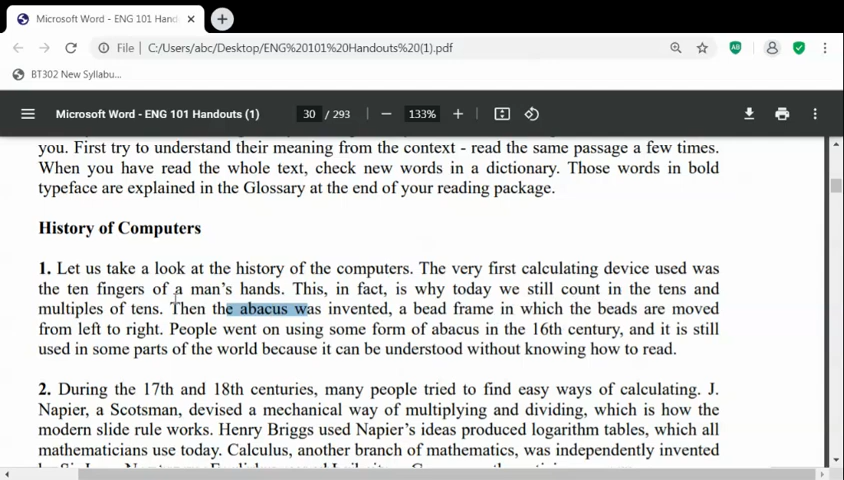 Microsoft Word - ENG 101 Hand
File
C:/Users/abc/Desktop/ENG%20101%20Handouts%20(1).pdf
BT302 New Syllabu...
Microsoft Word - ENG 101 Handouts (1)
30 / 293
133%
you. First try to understand their meaning from the context - read the same passage a few times.
When you have read the whole text, check new words in a dictionary. Those words in bold
typeface are explained in the Glossary at the end of your reading package.
History of Computers
1. Let us take a look at the history of the computers. The very first calculating device used was
the ten fingers of a man's hands. This, in fact, is why today we still count in the tens and
multiples of tens. Then the abacus was invented, a bead frame in which the beads are moved
from left to right. People went on using some form of abacus in the 16th century, and it is still
used in some parts of the world because it can be understood without knowing how to read.
2. During the 17th and 18th centuries, many people tried to find easy ways of calculating. J.
Napier, a Scotsman, devised a mechanical way of multiplying and dividing, which is how the
modern slide rule works. Henry Briggs used Napier's ideas produced logarithm tables, which all
mathematicians use today. Calculus, another branch of mathematics, was independently invented